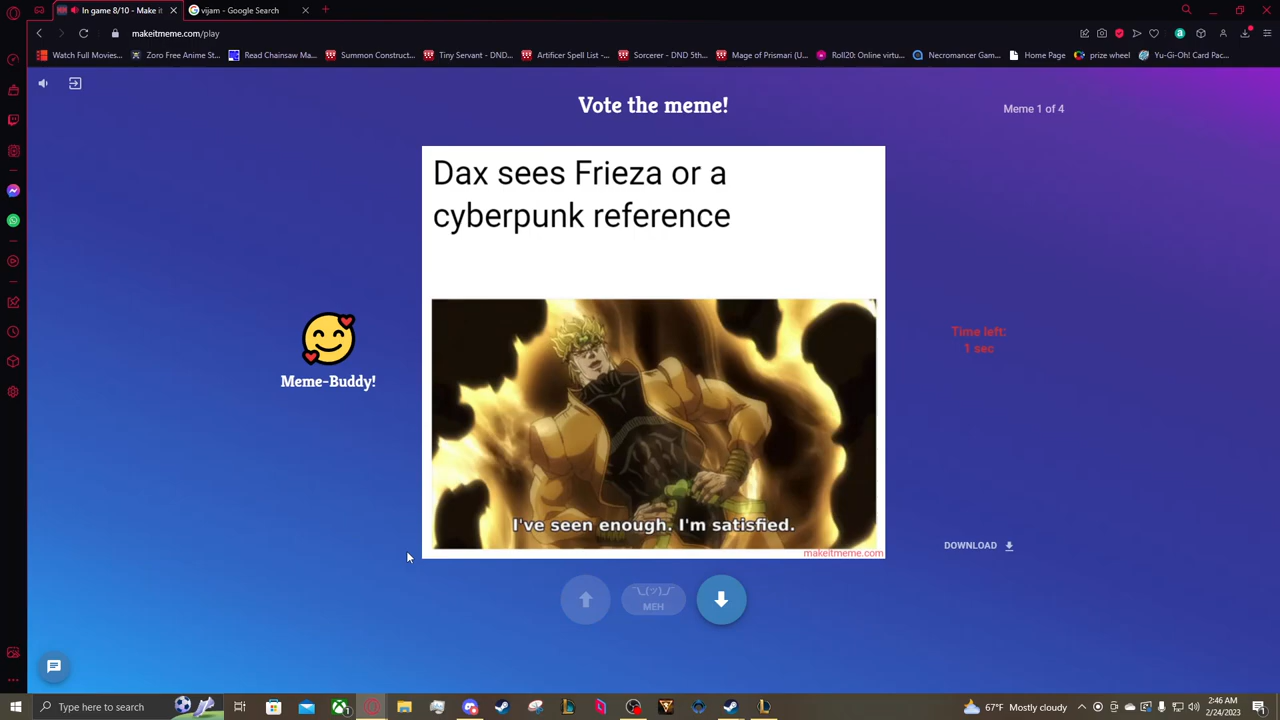 In game 8/10 - Make it
vijam - Google Search
makeitmeme.com/play
Watch Full Movies...
Zoro Free Anime St...
Read Chainsaw Ma...
Summon Construct...
Tiny Servant - DND...
Artificer Spell List -...
Sorcerer - DND 5th...
Mage of Prismari (U...
Roll20: Online virtu...
Necromancer Gam...
Home Page
prize wheel
Yu-Gi-Oh! Card Pac...
Vote the meme!
Meme 1 of 4
Dax sees Frieza or a
cyberpunk reference
I've seen enough. I'm satisfied.
makeitmeme.com
Meme-Buddy!
Time left:
1 sec
DOWNLOAD
¯\_(ツ)_/¯
MEH
Type here to search
67°F Mostly cloudy
2:46 AM
2/24/2023